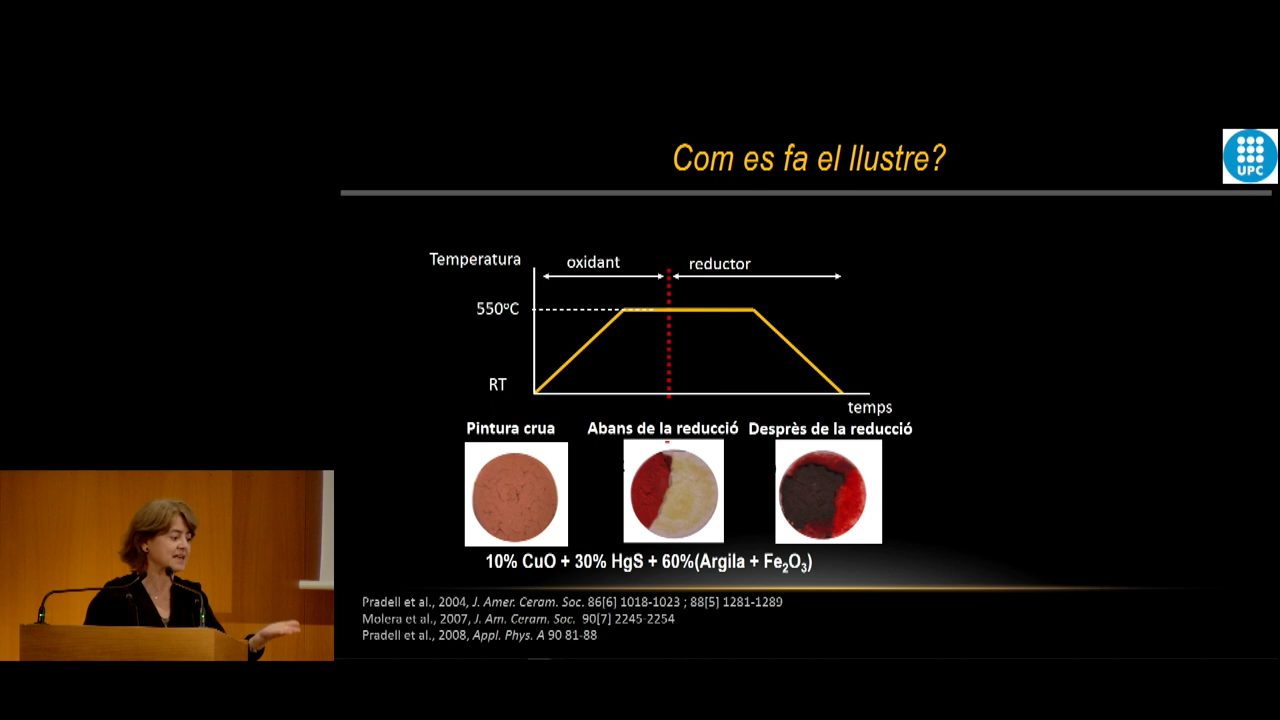 Com es fa el llustre?
UPC
Temperatura
oxidant
reductor
550ºC
RT
temps
Pintura crua
Abans de la reducció
Desprès de la reducció
10% CuO + 30% HgS + 60%(Argila + Fe₂O₃)
Pradell et al., 2004, J. Amer. Ceram. Soc. 86[6] 1018-1023 ; 88[5] 1281-1289
Molera et al., 2007, J. Am. Ceram. Soc. 90[7] 2245-2254
Pradell et al., 2008, Appl. Phys. A 90 81-88